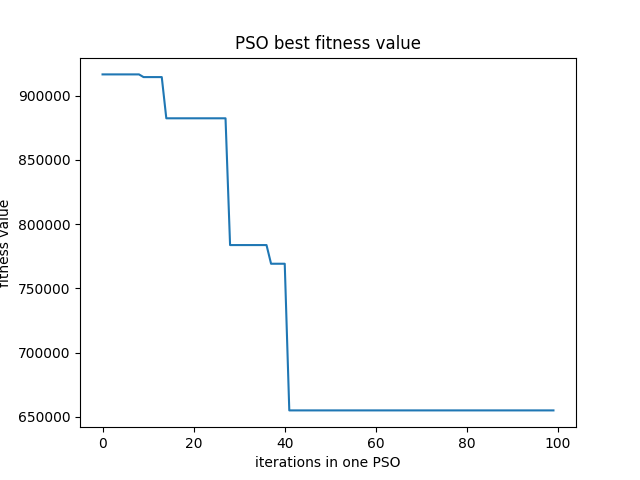 PSO best fitness value
fitness value
900000
850000
800000
750000
700000
650000
0 20 40 60 80 100
iterations in one PSO